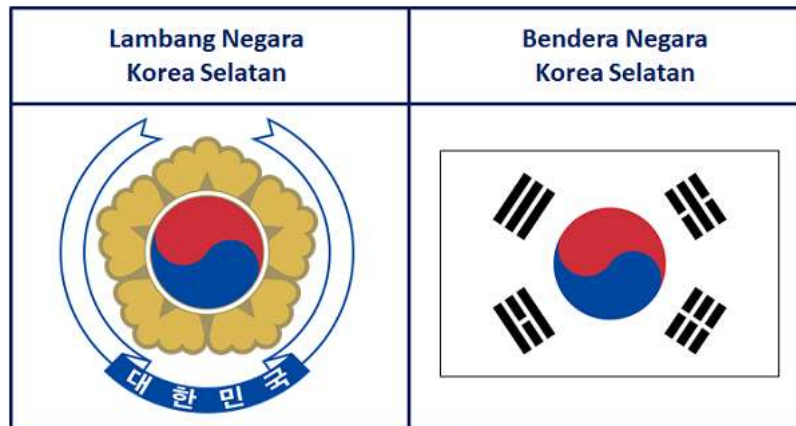 Lambang Negara
Korea Selatan
Bendera Negara
Korea Selatan
대한민국